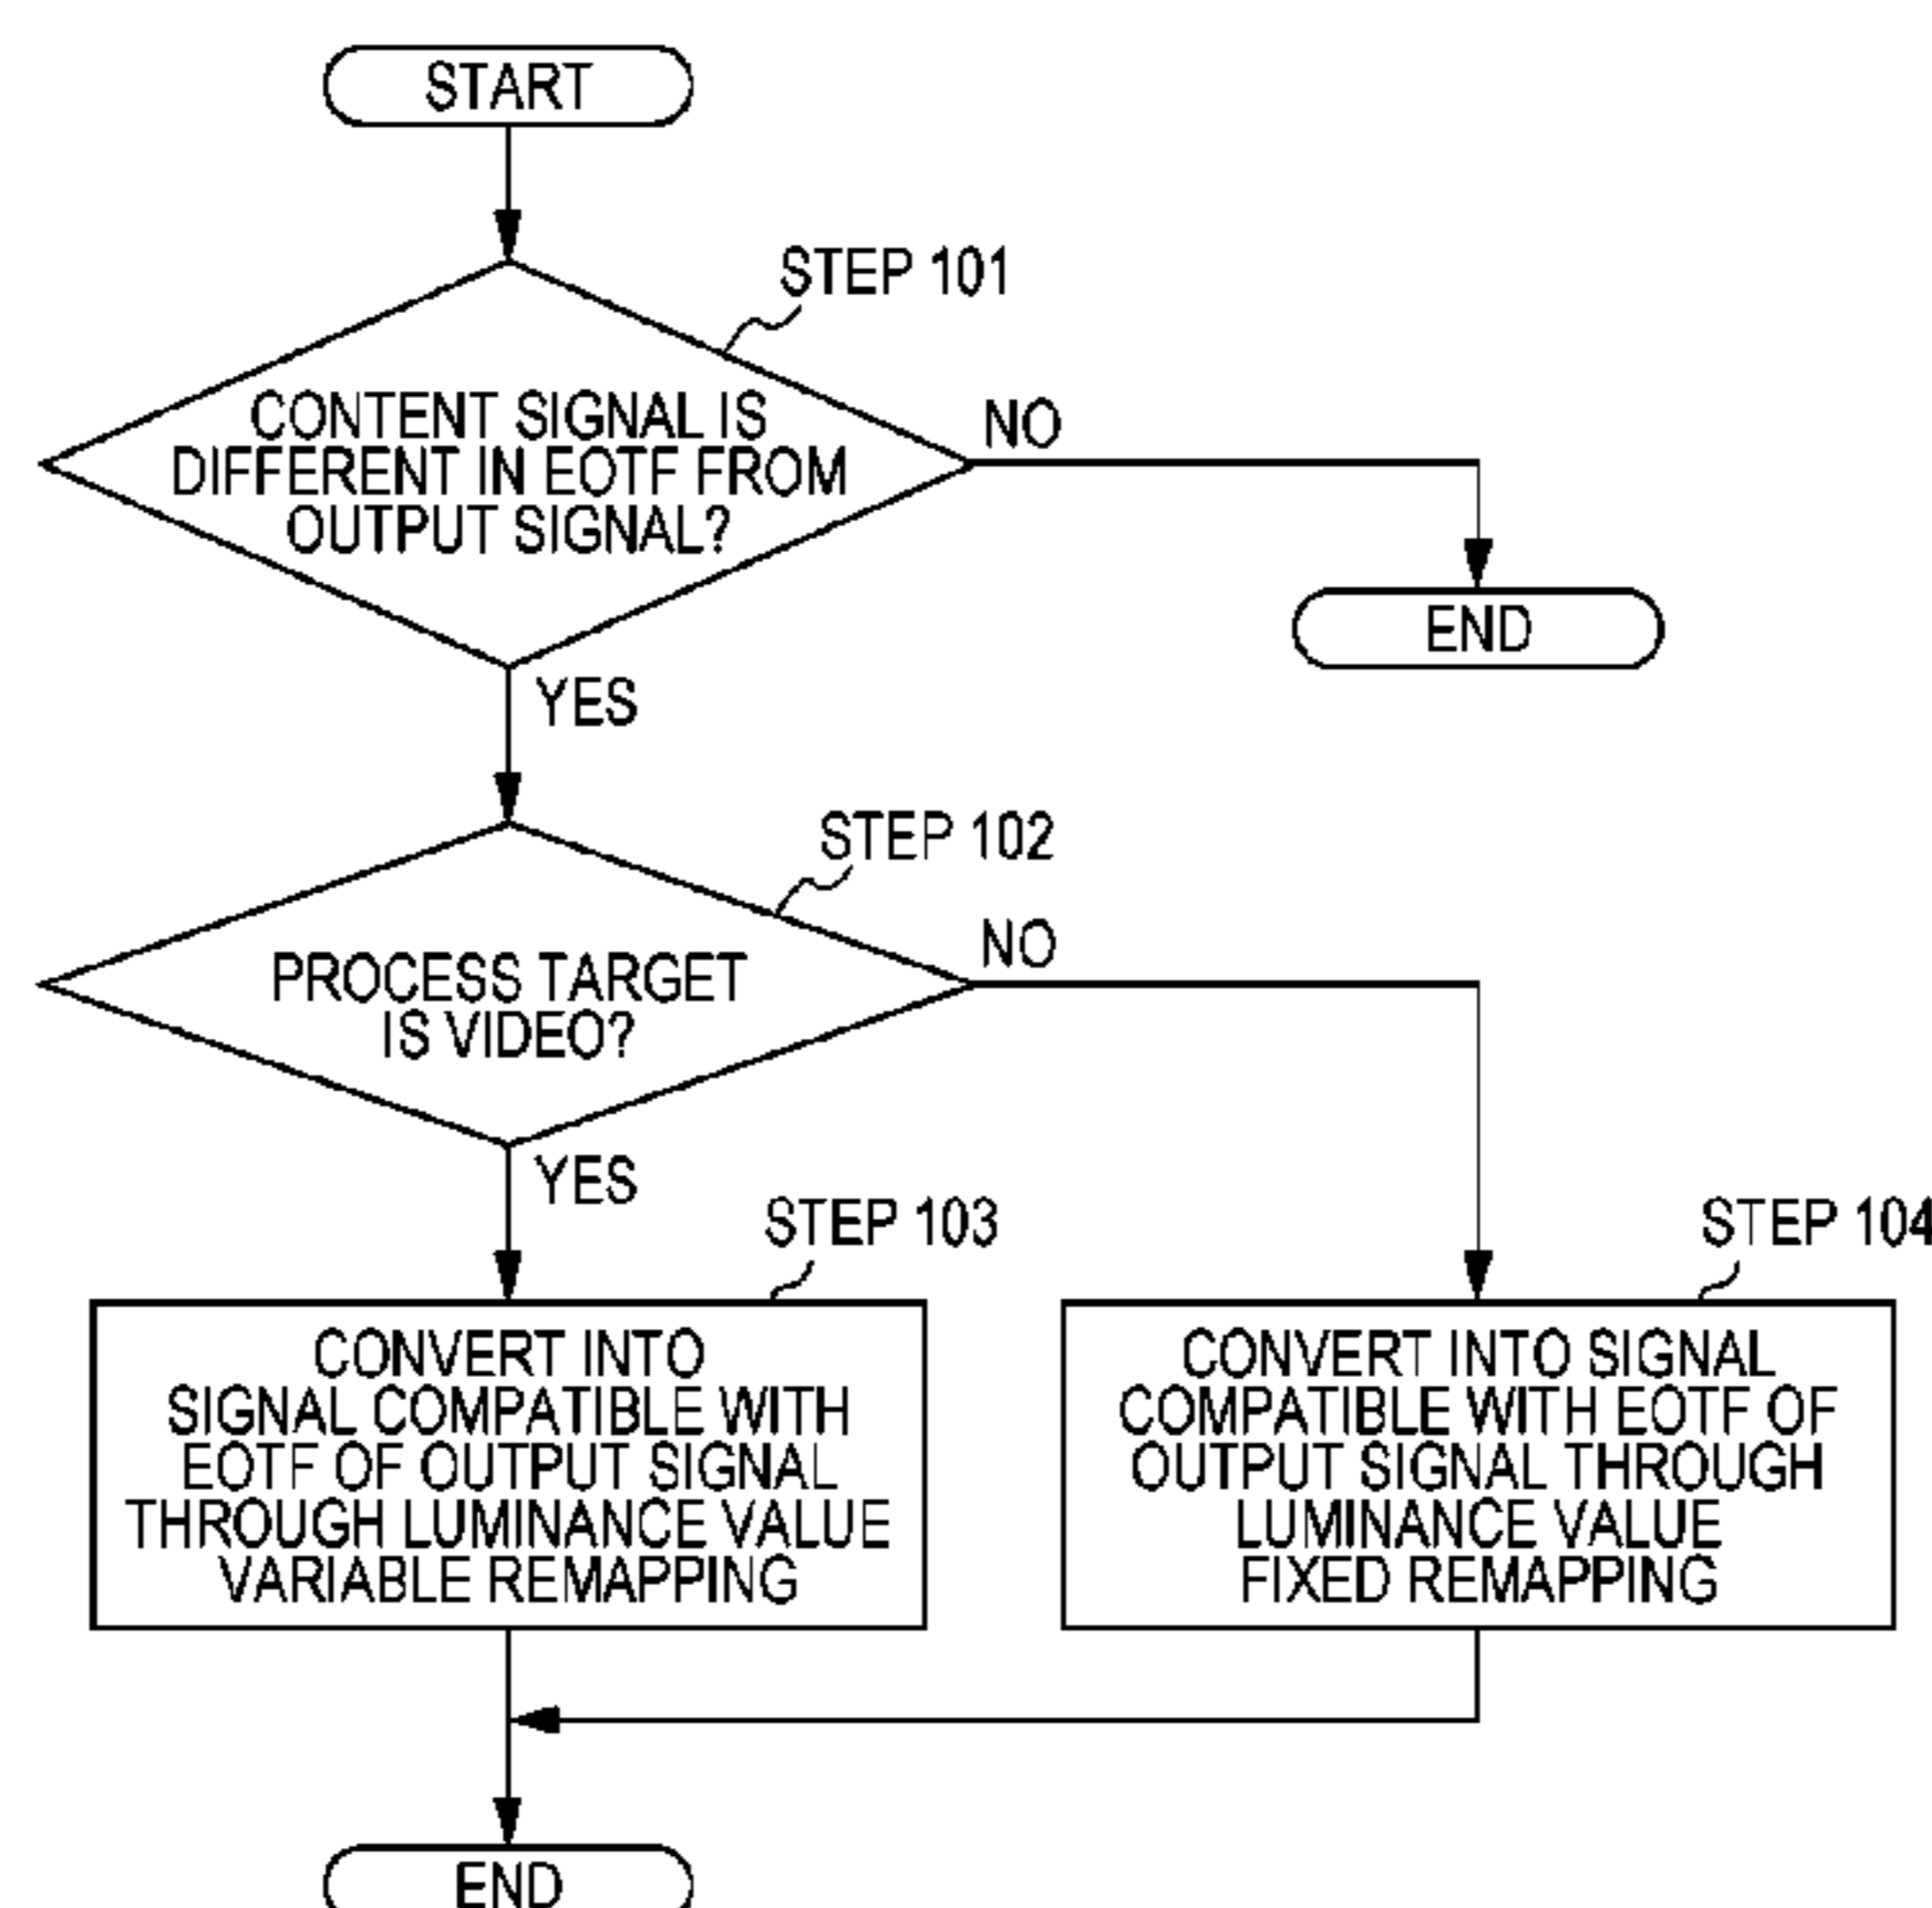 START
STEP 101
CONTENT SIGNAL IS
DIFFERENT IN EOTF FROM
OUTPUT SIGNAL?
NO
END
YES
STEP 102
PROCESS TARGET
IS VIDEO?
NO
YES
STEP 103
CONVERT INTO
SIGNAL COMPATIBLE WITH
EOTF OF OUTPUT SIGNAL
THROUGH LUMINANCE VALUE
VARIABLE REMAPPING
STEP 104
CONVERT INTO SIGNAL
COMPATIBLE WITH EOTF OF
OUTPUT SIGNAL THROUGH
LUMINANCE VALUE
FIXED REMAPPING
END